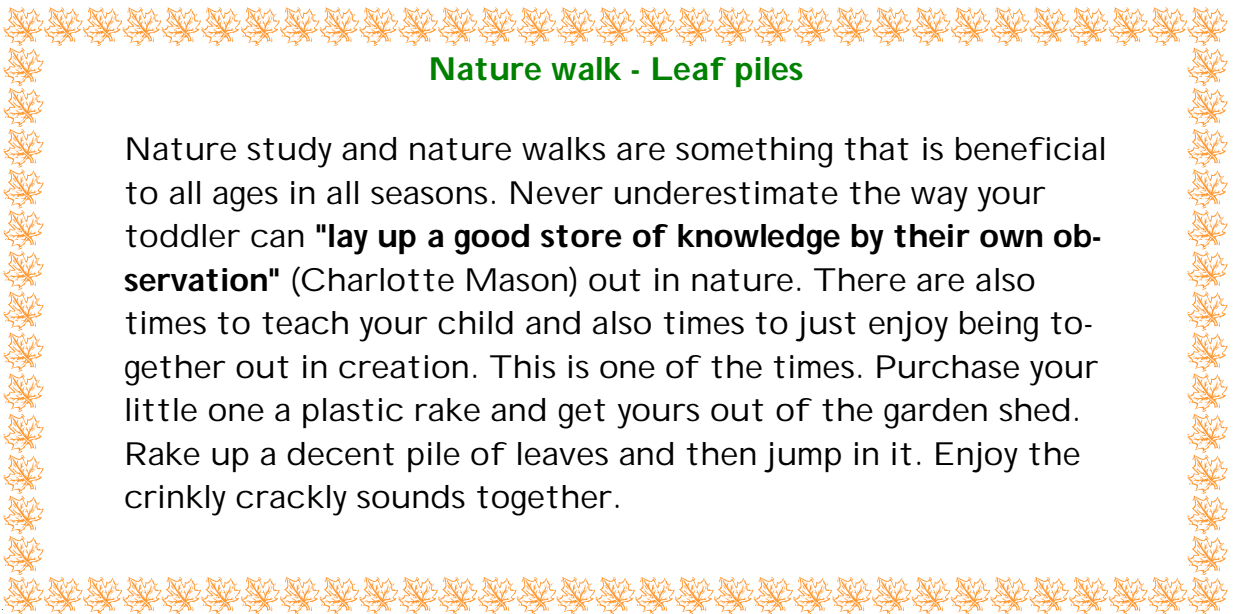 Nature walk - Leaf piles
Nature study and nature walks are something that is beneficial
to all ages in all seasons. Never underestimate the way your
toddler can "lay up a good store of knowledge by their own ob-
servation" (Charlotte Mason) out in nature. There are also
times to teach your child and also times to just enjoy being to-
gether out in creation. This is one of the times. Purchase your
little one a plastic rake and get yours out of the garden shed.
Rake up a decent pile of leaves and then jump in it. Enjoy the
crinkly crackly sounds together.